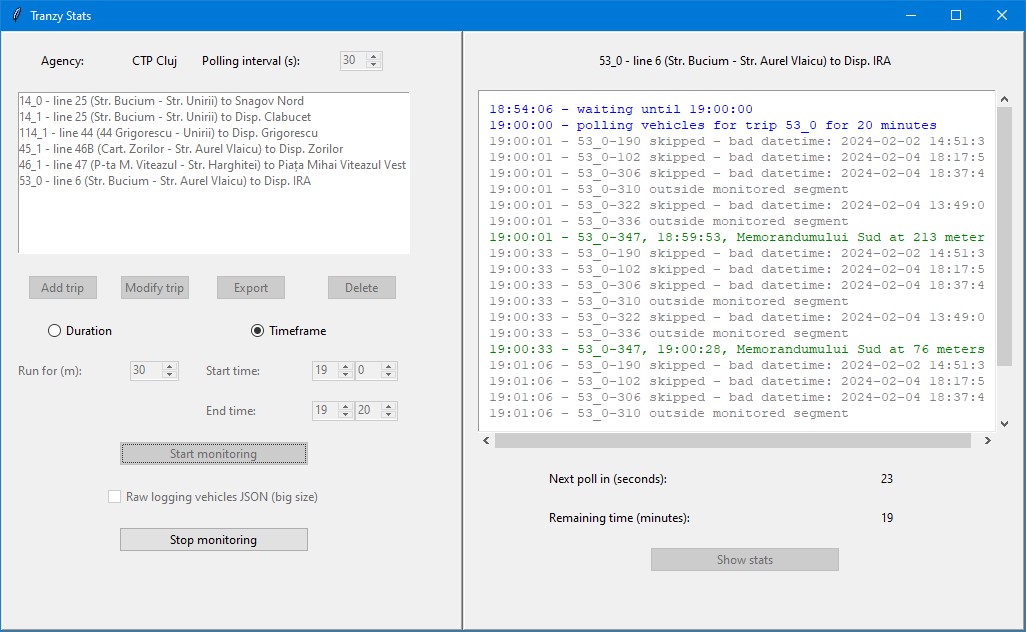 Tranzy Stats
Agency: CTP Cluj Polling interval (s): 30
14_0 - line 25 (Str. Bucium - Str. Unirii) to Snagov Nord
14_1 - line 25 (Str. Bucium - Str. Unirii) to Disp. Clabucet
114_1 - line 44 (44 Grigorescu - Unirii) to Disp. Grigorescu
45_1 - line 46B (Cart. Zorilor - Str. Aurel Vlaicu) to Disp. Zorilor
46_1 - line 47 (P-ta M. Viteazul - Str. Harghitei) to Piața Mihai Viteazul Vest
53_0 - line 6 (Str. Bucium - Str. Aurel Vlaicu) to Disp. IRA
Add trip Modify trip Export Delete
Duration Timeframe
Run for (m): 30 Start time: 19 0
End time: 19 20
Start monitoring
Raw logging vehicles JSON (big size)
Stop monitoring
53_0 - line 6 (Str. Bucium - Str. Aurel Vlaicu) to Disp. IRA
18:54:06 - waiting until 19:00:00
19:00:00 - polling vehicles for trip 53_0 for 20 minutes
19:00:01 - 53_0-190 skipped - bad datetime: 2024-02-02 14:51:3
19:00:01 - 53_0-102 skipped - bad datetime: 2024-02-04 18:17:5
19:00:01 - 53_0-306 skipped - bad datetime: 2024-02-04 18:37:4
19:00:01 - 53_0-310 outside monitored segment
19:00:01 - 53_0-322 skipped - bad datetime: 2024-02-04 13:49:0
19:00:01 - 53_0-336 outside monitored segment
19:00:01 - 53_0-347, 18:59:53, Memorandumului Sud at 213 meter
19:00:33 - 53_0-190 skipped - bad datetime: 2024-02-02 14:51:3
19:00:33 - 53_0-102 skipped - bad datetime: 2024-02-04 18:17:5
19:00:33 - 53_0-306 skipped - bad datetime: 2024-02-04 18:37:4
19:00:33 - 53_0-310 outside monitored segment
19:00:33 - 53_0-322 skipped - bad datetime: 2024-02-04 13:49:0
19:00:33 - 53_0-336 outside monitored segment
19:00:33 - 53_0-347, 19:00:28, Memorandumului Sud at 76 meters
19:01:06 - 53_0-190 skipped - bad datetime: 2024-02-02 14:51:3
19:01:06 - 53_0-102 skipped - bad datetime: 2024-02-04 18:17:5
19:01:06 - 53_0-306 skipped - bad datetime: 2024-02-04 18:37:4
19:01:06 - 53_0-310 outside monitored segment
Next poll in (seconds): 23
Remaining time (minutes): 19
Show stats